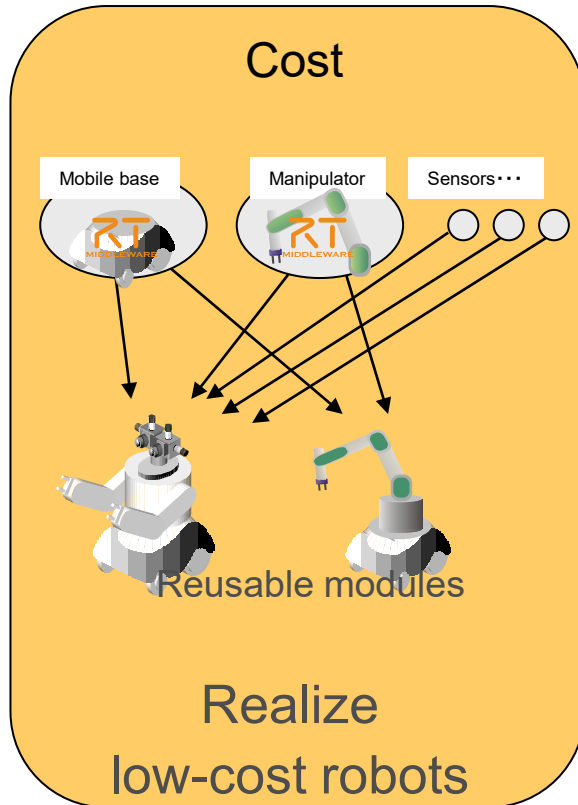 Cost
Mobile base
Manipulator
Sensors･･･
RT
MIDDLEWARE
RT
MIDDLEWARE
Reusable modules
Realize
low-cost robots